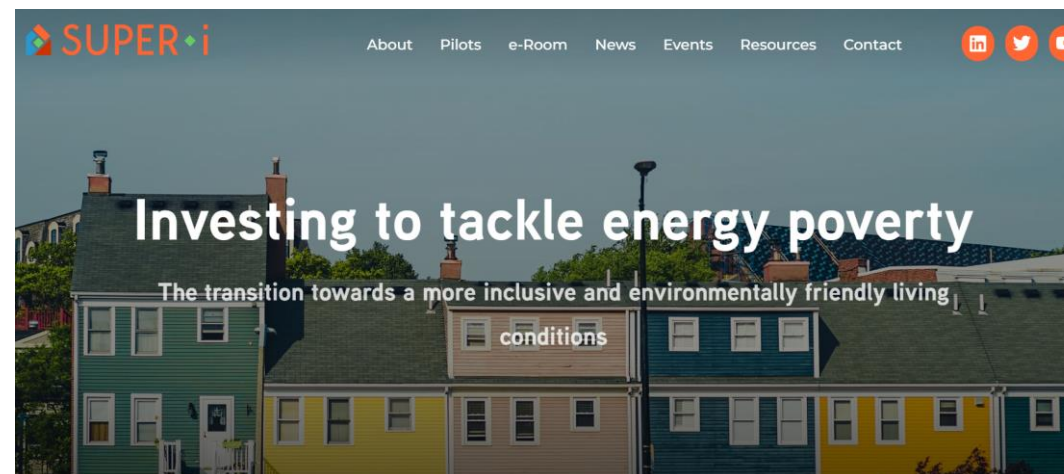 SUPER•i
About Pilots e-Room News Events Resources Contact
in
Investing to tackle energy poverty
The transition towards a more inclusive and environmentally friendly living
conditions